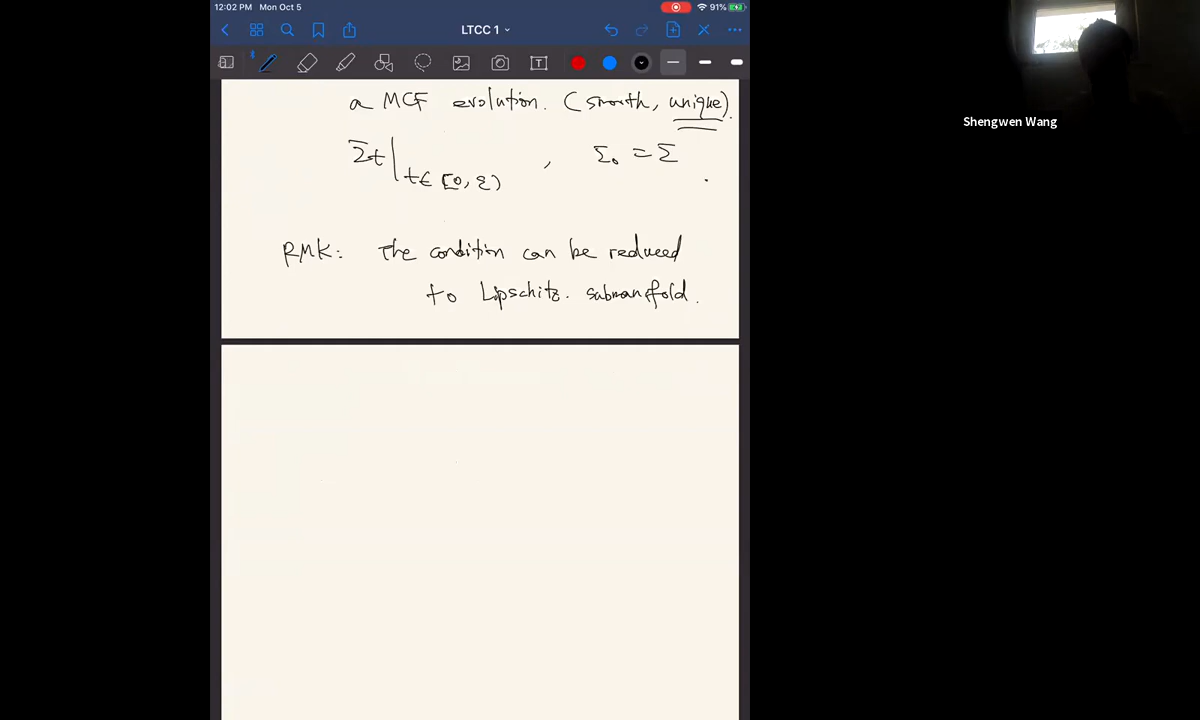 12:02 PM Mon Oct 5
91%
LTCC 1
T
a MCF evolution. (smooth, unique).
Σt | t∈[0, ε) , Σ₀ = Σ .
RMK: The condition can be reduced
to Lipschitz. submanifold.
Shengwen Wang